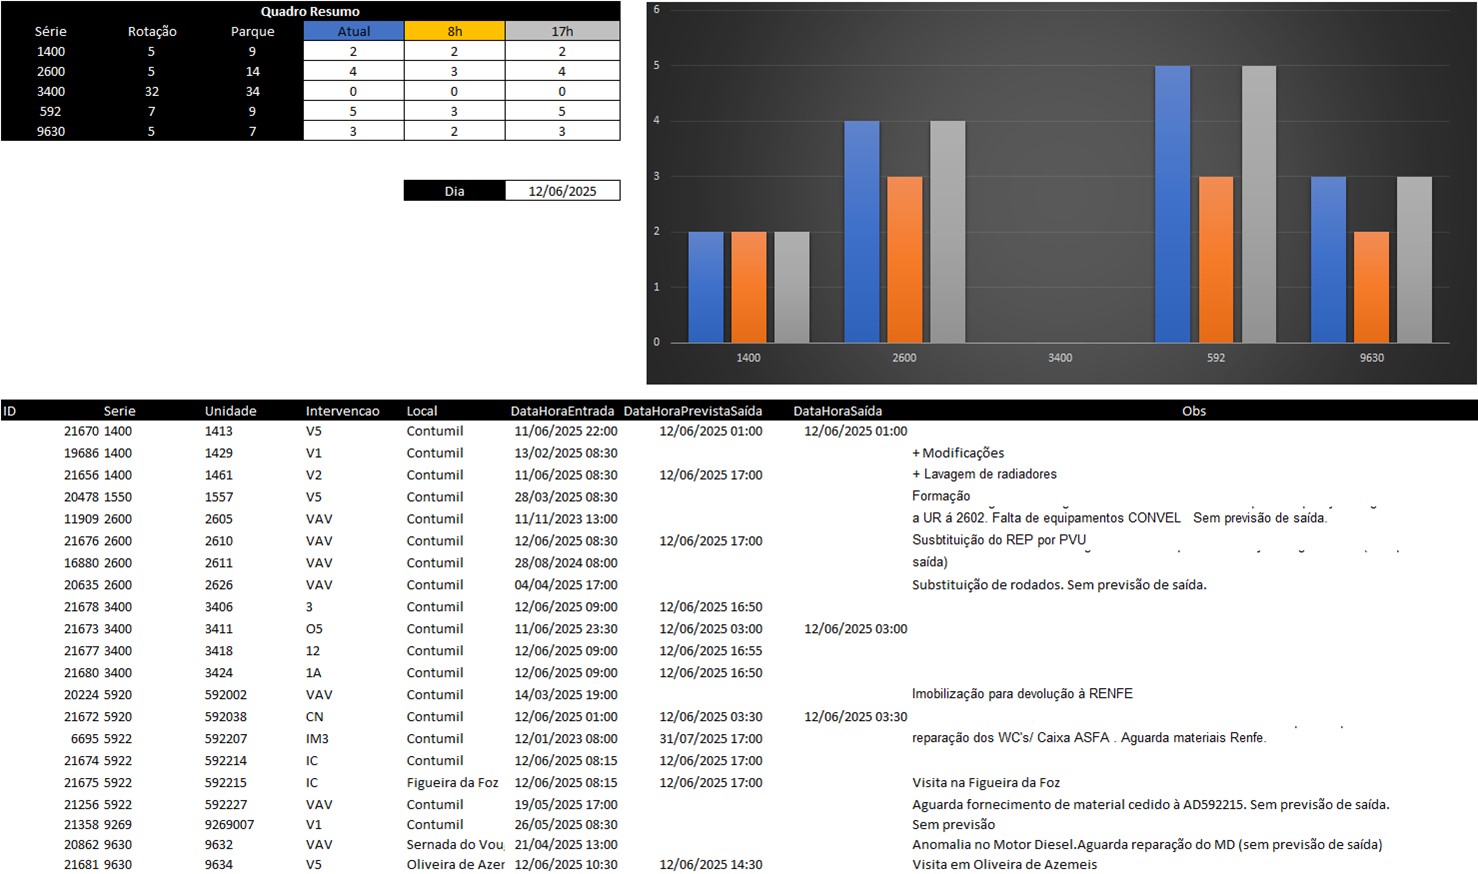 Quadro Resumo
Série Rotação Parque Atual 8h 17h
1400 5 9 2 2 2
2600 5 14 4 3 4
3400 32 34 0 0 0
592 7 9 5 3 5
9630 5 7 3 2 3
Dia 12/06/2025
6
5
4
3
2
1
0
1400 2600 3400 592 9630
ID Serie Unidade Intervencao Local DataHoraEntrada DataHoraPrevistaSaída DataHoraSaída Obs
21670 1400 1413 V5 Contumil 11/06/2025 22:00 12/06/2025 01:00 12/06/2025 01:00
19686 1400 1429 V1 Contumil 13/02/2025 08:30 + Modificações
21656 1400 1461 V2 Contumil 11/06/2025 08:30 12/06/2025 17:00 + Lavagem de radiadores
20478 1550 1557 V5 Contumil 28/03/2025 08:30 Formação
11909 2600 2605 VAV Contumil 11/11/2023 13:00 a UR á 2602. Falta de equipamentos CONVEL Sem previsão de saída.
21676 2600 2610 VAV Contumil 12/06/2025 08:30 12/06/2025 17:00 Susbtituição do REP por PVU
16880 2600 2611 VAV Contumil 28/08/2024 08:00 saída)
20635 2600 2626 VAV Contumil 04/04/2025 17:00 Substituição de rodados. Sem previsão de saída.
21678 3400 3406 3 Contumil 12/06/2025 09:00 12/06/2025 16:50
21673 3400 3411 O5 Contumil 11/06/2025 23:30 12/06/2025 03:00 12/06/2025 03:00
21677 3400 3418 12 Contumil 12/06/2025 09:00 12/06/2025 16:55
21680 3400 3424 1A Contumil 12/06/2025 09:00 12/06/2025 16:50
20224 5920 592002 VAV Contumil 14/03/2025 19:00 Imobilização para devolução à RENFE
21672 5920 592038 CN Contumil 12/06/2025 01:00 12/06/2025 03:30 12/06/2025 03:30
6695 5922 592207 IM3 Contumil 12/01/2023 08:00 31/07/2025 17:00 reparação dos WC's/ Caixa ASFA . Aguarda materiais Renfe.
21674 5922 592214 IC Contumil 12/06/2025 08:15 12/06/2025 17:00
21675 5922 592215 IC Figueira da Foz 12/06/2025 08:15 12/06/2025 17:00 Visita na Figueira da Foz
21256 5922 592227 VAV Contumil 19/05/2025 17:00 Aguarda fornecimento de material cedido à AD592215. Sem previsão de saída.
21358 9269 9269007 V1 Contumil 26/05/2025 08:30 Sem previsão
20862 9630 9632 VAV Sernada do Vou 21/04/2025 13:00 Anomalia no Motor Diesel.Aguarda reparação do MD (sem previsão de saída)
21681 9630 9634 V5 Oliveira de Azer 12/06/2025 10:30 12/06/2025 14:30 Visita em Oliveira de Azemeis